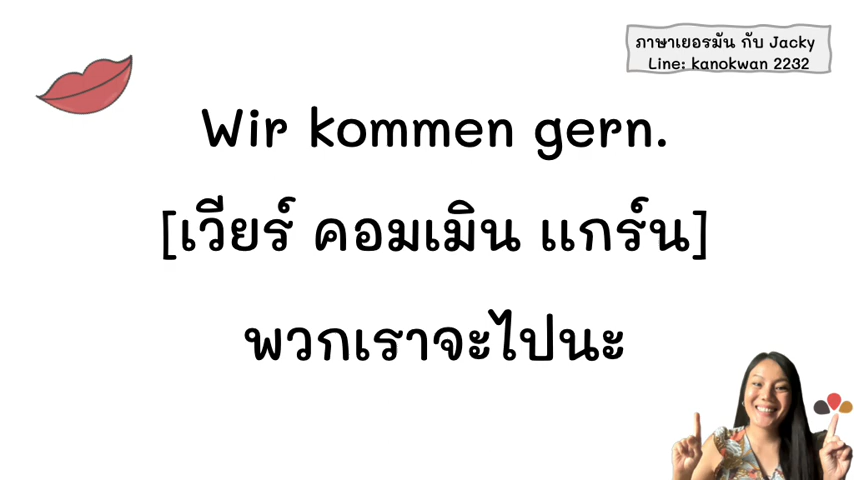 ภาษาเยอรมัน กับ Jacky
Line: kanokwan 2232
Wir kommen gern.
[เวียร์ คอมเมิน แกร์น]
พวกเราจะไปนะ